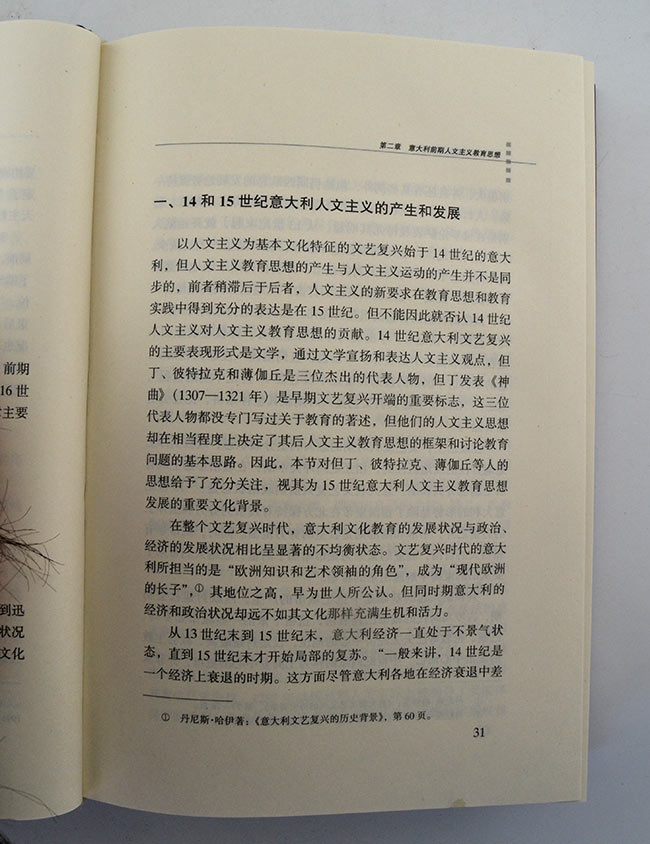 前期
16 世
主要
到迅
状况
文化
第二章 意大利前期人文主义教育思想
一、14 和 15 世纪意大利人文主义的产生和发展
以人文主义为基本文化特征的文艺复兴始于 14 世纪的意大
利，但人文主义教育思想的产生与人文主义运动的产生并不是同
步的，前者稍滞后于后者，人文主义的新要求在教育思想和教育
实践中得到充分的表达是在 15 世纪。但不能因此就否认 14 世纪
人文主义对人文主义教育思想的贡献。14 世纪意大利文艺复兴
的主要表现形式是文学，通过文学宣扬和表达人文主义观点，但
丁、彼特拉克和薄伽丘是三位杰出的代表人物，但丁发表《神
曲》（1307—1321 年）是早期文艺复兴开端的重要标志，这三位
代表人物都没专门写过关于教育的著述，但他们的人文主义思想
却在相当程度上决定了其后人文主义教育思想的框架和讨论教育
问题的基本思路。因此，本节对但丁、彼特拉克、薄伽丘等人的
思想给予了充分关注，视其为 15 世纪意大利人文主义教育思想
发展的重要文化背景。
在整个文艺复兴时代，意大利文化教育的发展状况与政治、
经济的发展状况相比呈显著的不均衡状态。文艺复兴时代的意大
利所担当的是“欧洲知识和艺术领袖的角色”，成为“现代欧洲
的长子”，① 其地位之高，早为世人所公认。但同时期意大利的
经济和政治状况却远不如其文化那样充满生机和活力。
从 13 世纪末到 15 世纪末，意大利经济一直处于不景气状
态，直到 15 世纪末才开始局部的复苏。“一般来讲，14 世纪是
一个经济上衰退的时期。这方面尽管意大利各地在经济衰退中差
① 丹尼斯·哈伊著：《意大利文艺复兴的历史背景》，第 60 页。
31